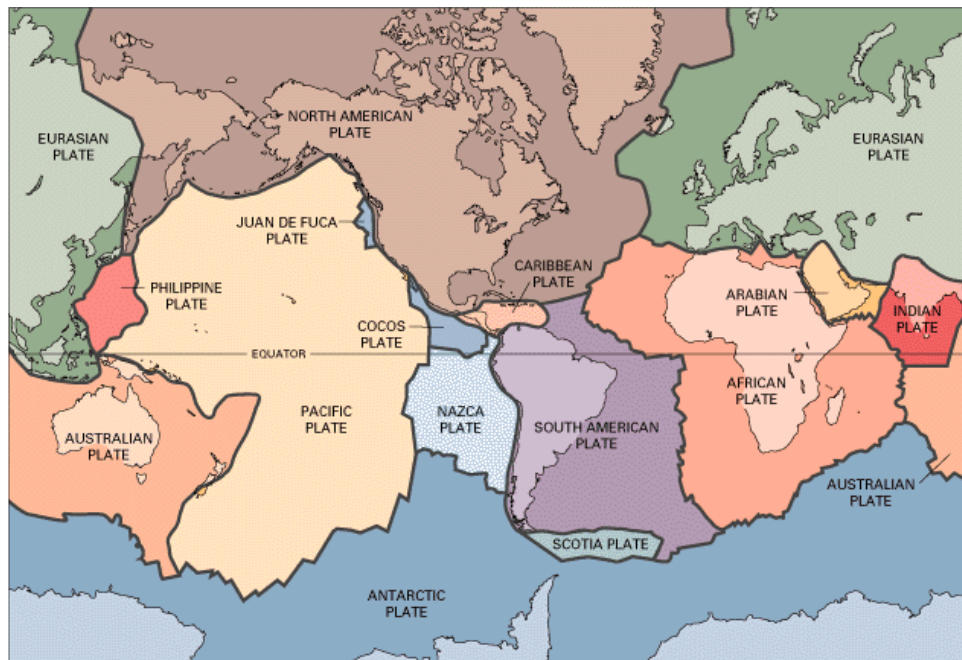 NORTH AMERICAN
PLATE
EURASIAN
PLATE
EURASIAN
PLATE
JUAN DE FUCA
PLATE
CARIBBEAN
PLATE
PHILIPPINE
PLATE
ARABIAN
PLATE
INDIAN
PLATE
COCOS
PLATE
EQUATOR
AFRICAN
PLATE
PACIFIC
PLATE
NAZCA
PLATE
SOUTH AMERICAN
PLATE
AUSTRALIAN
PLATE
AUSTRALIAN
PLATE
SCOTIA PLATE
ANTARCTIC
PLATE